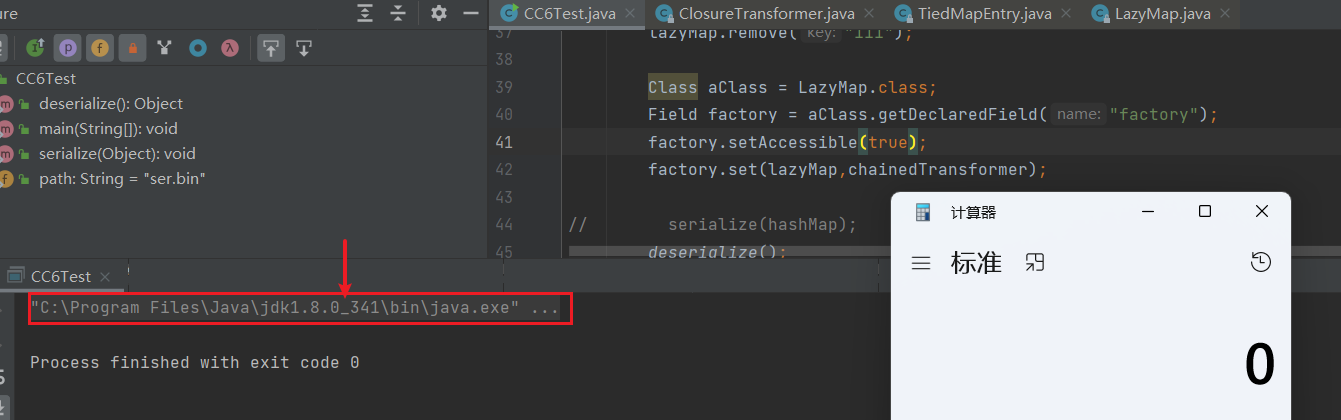 ure
CC6Test.java
ClosureTransformer.java
TiedMapEntry.java
LazyMap.java
CC6Test
deserialize(): Object
main(String[]): void
serialize(Object): void
path: String = "ser.bin"
37 lazyMap.remove( key: "111");
38
39 Class aClass = LazyMap.class;
40 Field factory = aClass.getDeclaredField( name: "factory");
41 factory.setAccessible(true);
42 factory.set(lazyMap,chainedTransformer);
43
44 // serialize(hashMap);
45 deserialize();
计算器
标准
0
CC6Test
"C:\Program Files\Java\jdk1.8.0_341\bin\java.exe" ...
Process finished with exit code 0